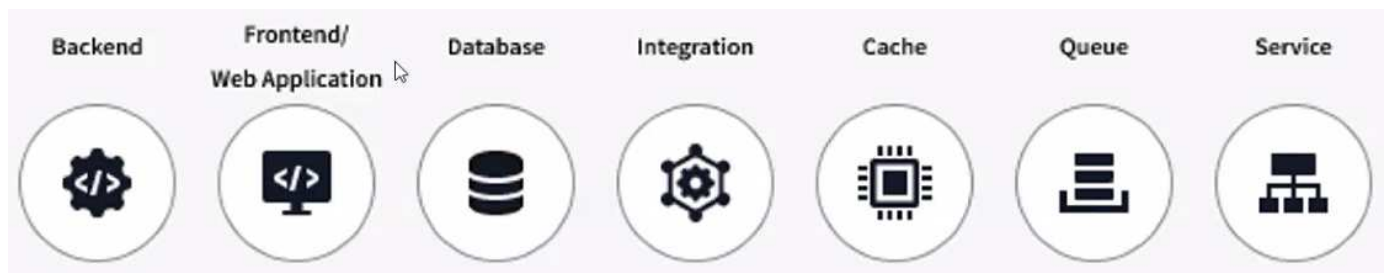 Backend
Frontend/
Web Application
Database
Integration
Cache
Queue
Service
</>
</>